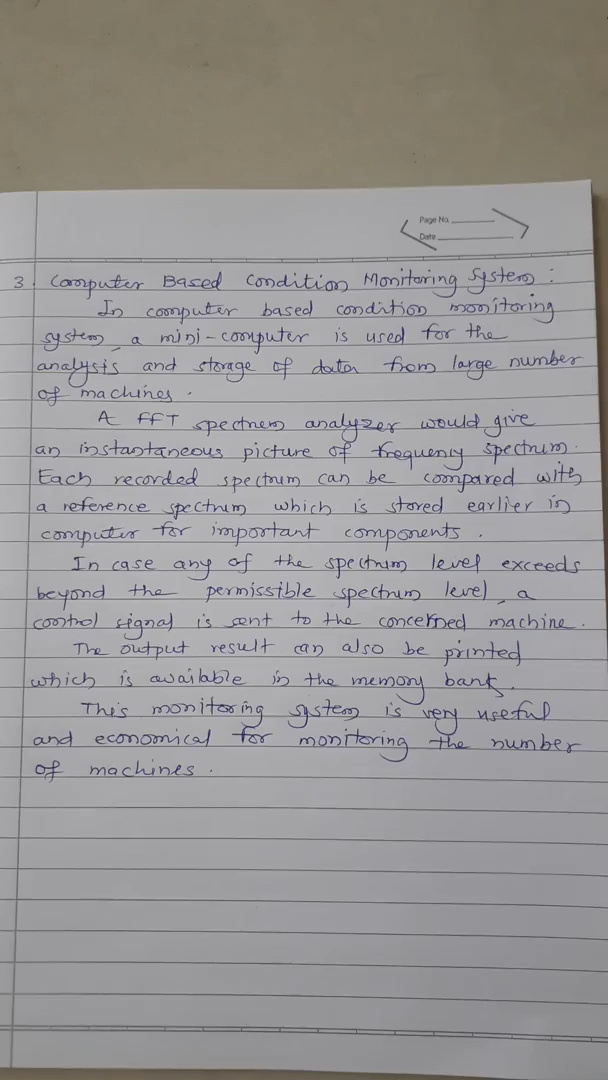 Page No.
Date
3. Computer Based Condition Monitoring System :
In computer based condition monitoring
system, a mini-computer is used for the
analysis and storage of data from large number
of machines.
A FFT spectrum analyzer would give
an instantaneous picture of frequency spectrum.
Each recorded spectrum can be compared with
a reference spectrum which is stored earlier in
computer for important components.
In case any of the spectrum level exceeds
beyond the permissible spectrum level, a
control signal is sent to the concerned machine.
The output result can also be printed
which is available in the memory bank.
This monitoring system is very useful
and economical for monitoring the number
of machines.